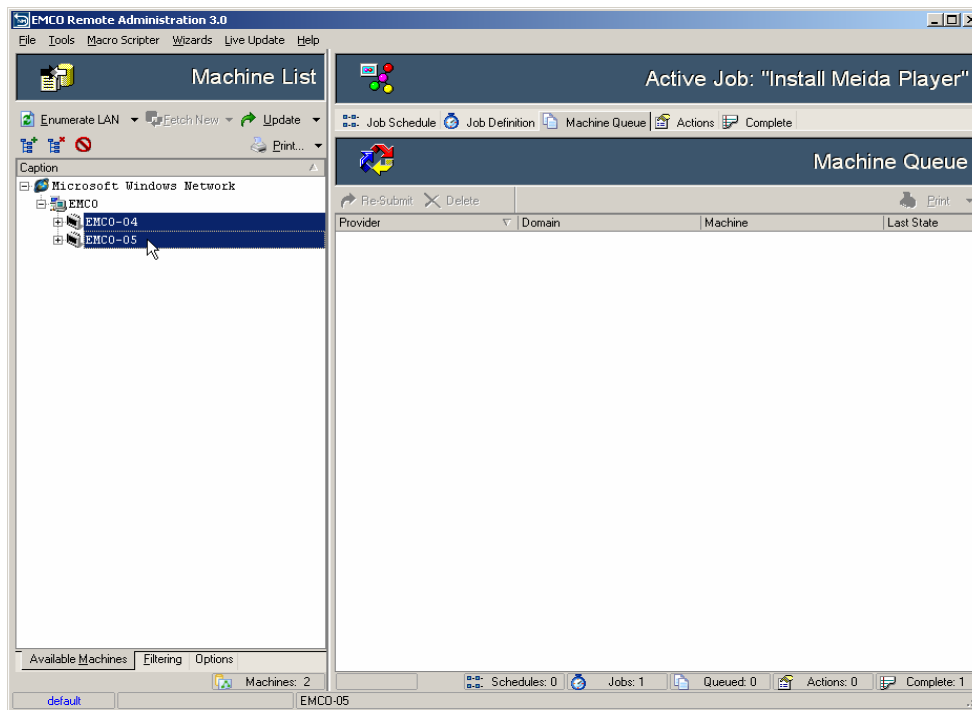 EMCO Remote Administration 3.0
File Tools Macro Scripter Wizards Live Update Help
Machine List
Enumerate LAN Fetch New Update
Print...
Caption
Microsoft Windows Network
EMCO
EMCO-04
EMCO-05
Available Machines Filtering Options
Machines: 2
Active Job: "Install Meida Player"
Job Schedule Job Definition Machine Queue Actions Complete
Machine Queue
Re-Submit Delete Print
Provider Domain Machine Last State
Schedules: 0 Jobs: 1 Queued: 0 Actions: 0 Complete: 1
default EMCO-05